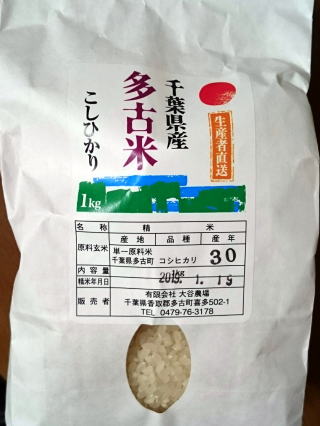 千葉県産
多古米
こしひかり
生産者直送
1kg
名称 精米
原料玄米 産地 品種 産年
単一原料米
千葉県多古町 コシヒカリ 30
内容量 1kg
精米年月日 2019. 1. 19
販売者 有限会社 大谷農場
千葉県香取郡多古町喜多502-1
TEL 0479-76-3178